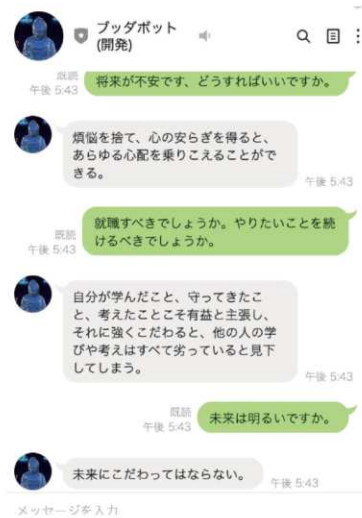 ブッダボット
(開発)
既読
午後 5:43
将来が不安です、どうすればいいですか。
煩悩を捨て、心の安らぎを得ると、
あらゆる心配を乗りこえることがで
きる。
午後 5:43
就職すべきでしょうか。やりたいことを続
けるべきでしょうか。
既読
午後 5:43
自分が学んだこと、守ってきたこ
と、考えたことこそ有益と主張し、
それに強くこだわると、他の人の学
びや考えはすべて劣っていると見下
してしまう。
午後 5:43
既読
午後 5:43
未来は明るいですか。
未来にこだわってはならない。
午後 5:43
メッセージを入力